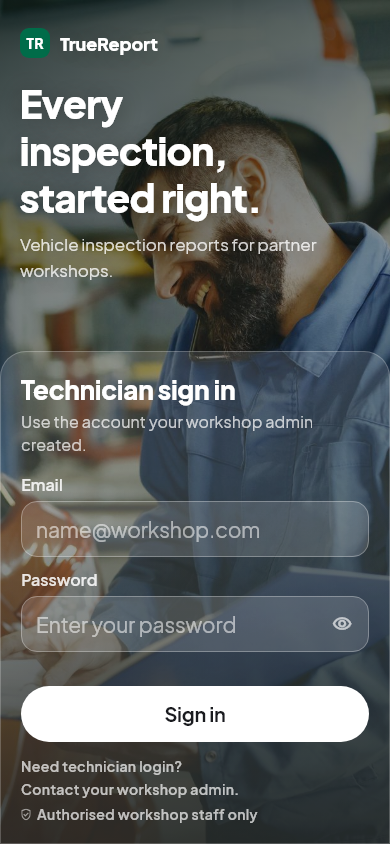 TR TrueReport
Every
inspection,
started right.
Vehicle inspection reports for partner
workshops.
Technician sign in
Use the account your workshop admin
created.
Email
name@workshop.com
Password
Enter your password
Sign in
Need technician login?
Contact your workshop admin.
Authorised workshop staff only